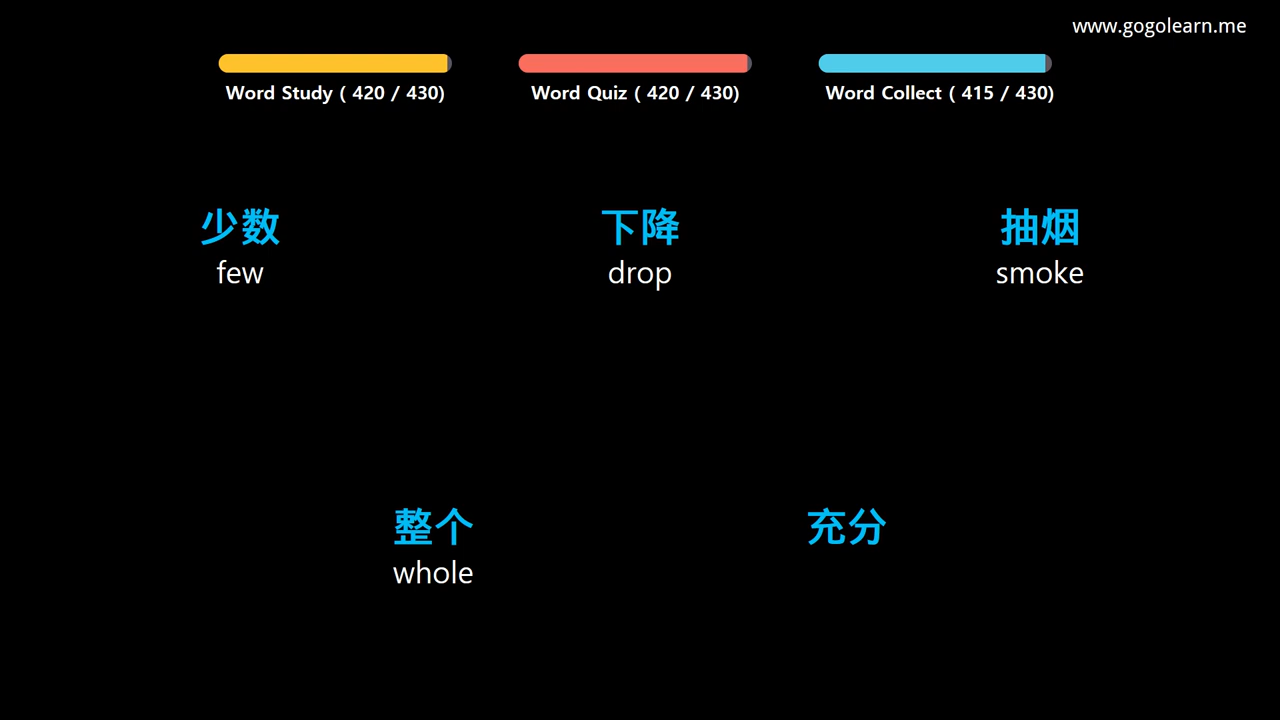 www.gogolearn.me
Word Study ( 420 / 430)
Word Quiz ( 420 / 430)
Word Collect ( 415 / 430)
少数
few
下降
drop
抽烟
smoke
整个
whole
充分